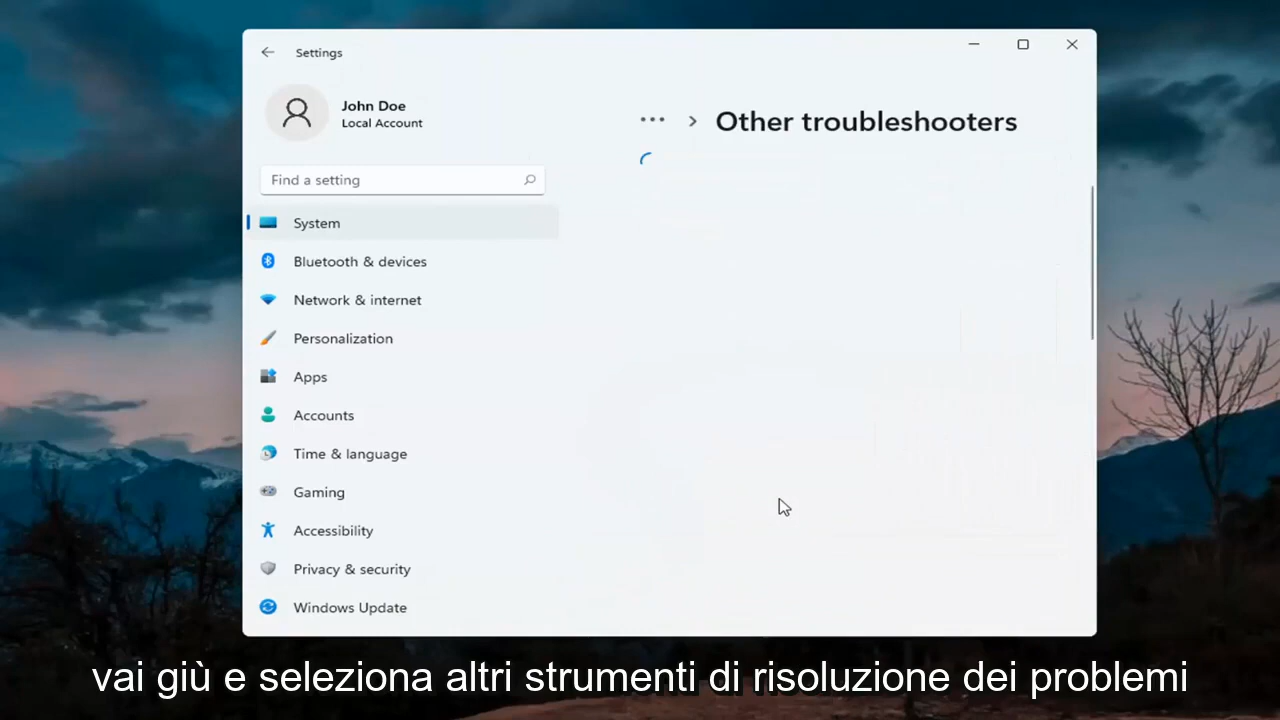 Settings
John Doe
Local Account
··· > Other troubleshooters
Find a setting
System
Bluetooth & devices
Network & internet
Personalization
Apps
Accounts
Time & language
Gaming
Accessibility
Privacy & security
Windows Update
vai giù e seleziona altri strumenti di risoluzione dei problemi